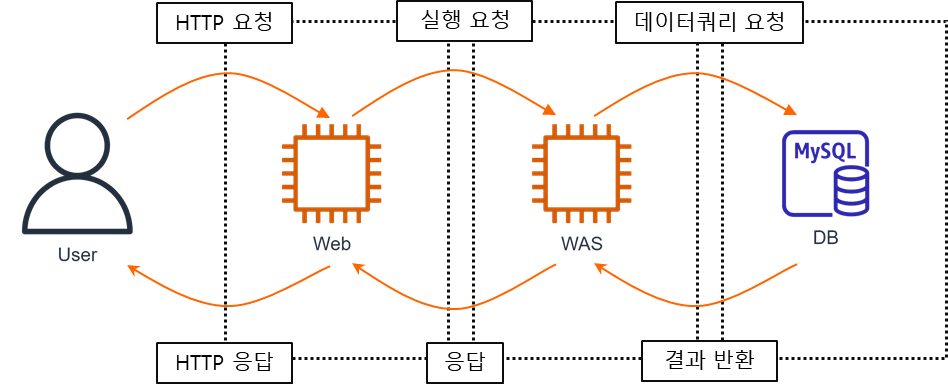 HTTP 요청
실행 요청
데이터쿼리 요청
MySQL
User
Web
WAS
DB
HTTP 응답
응답
결과 반환